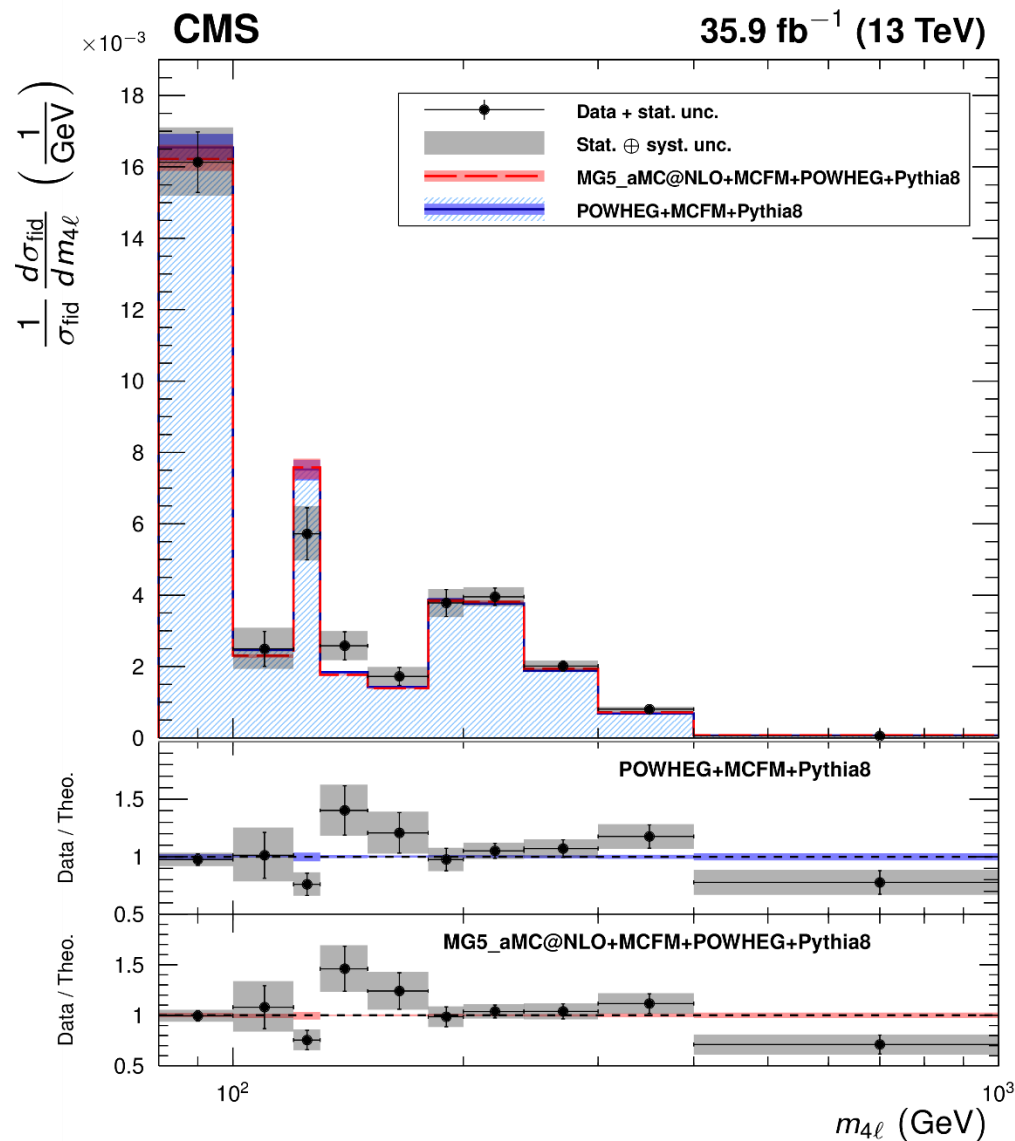 CMS 35.9 fb⁻¹ (13 TeV)
×10⁻³
1/σ_fid dσ_fid/dm_4ℓ (1/GeV)
18
16
14
12
10
8
6
4
2
0
Data + stat. unc.
Stat. ⊕ syst. unc.
MG5_aMC@NLO+MCFM+POWHEG+Pythia8
POWHEG+MCFM+Pythia8
POWHEG+MCFM+Pythia8
Data / Theo.
1.5
1
0.5
MG5_aMC@NLO+MCFM+POWHEG+Pythia8
Data / Theo.
1.5
1
0.5
10² 10³
m_4ℓ (GeV)